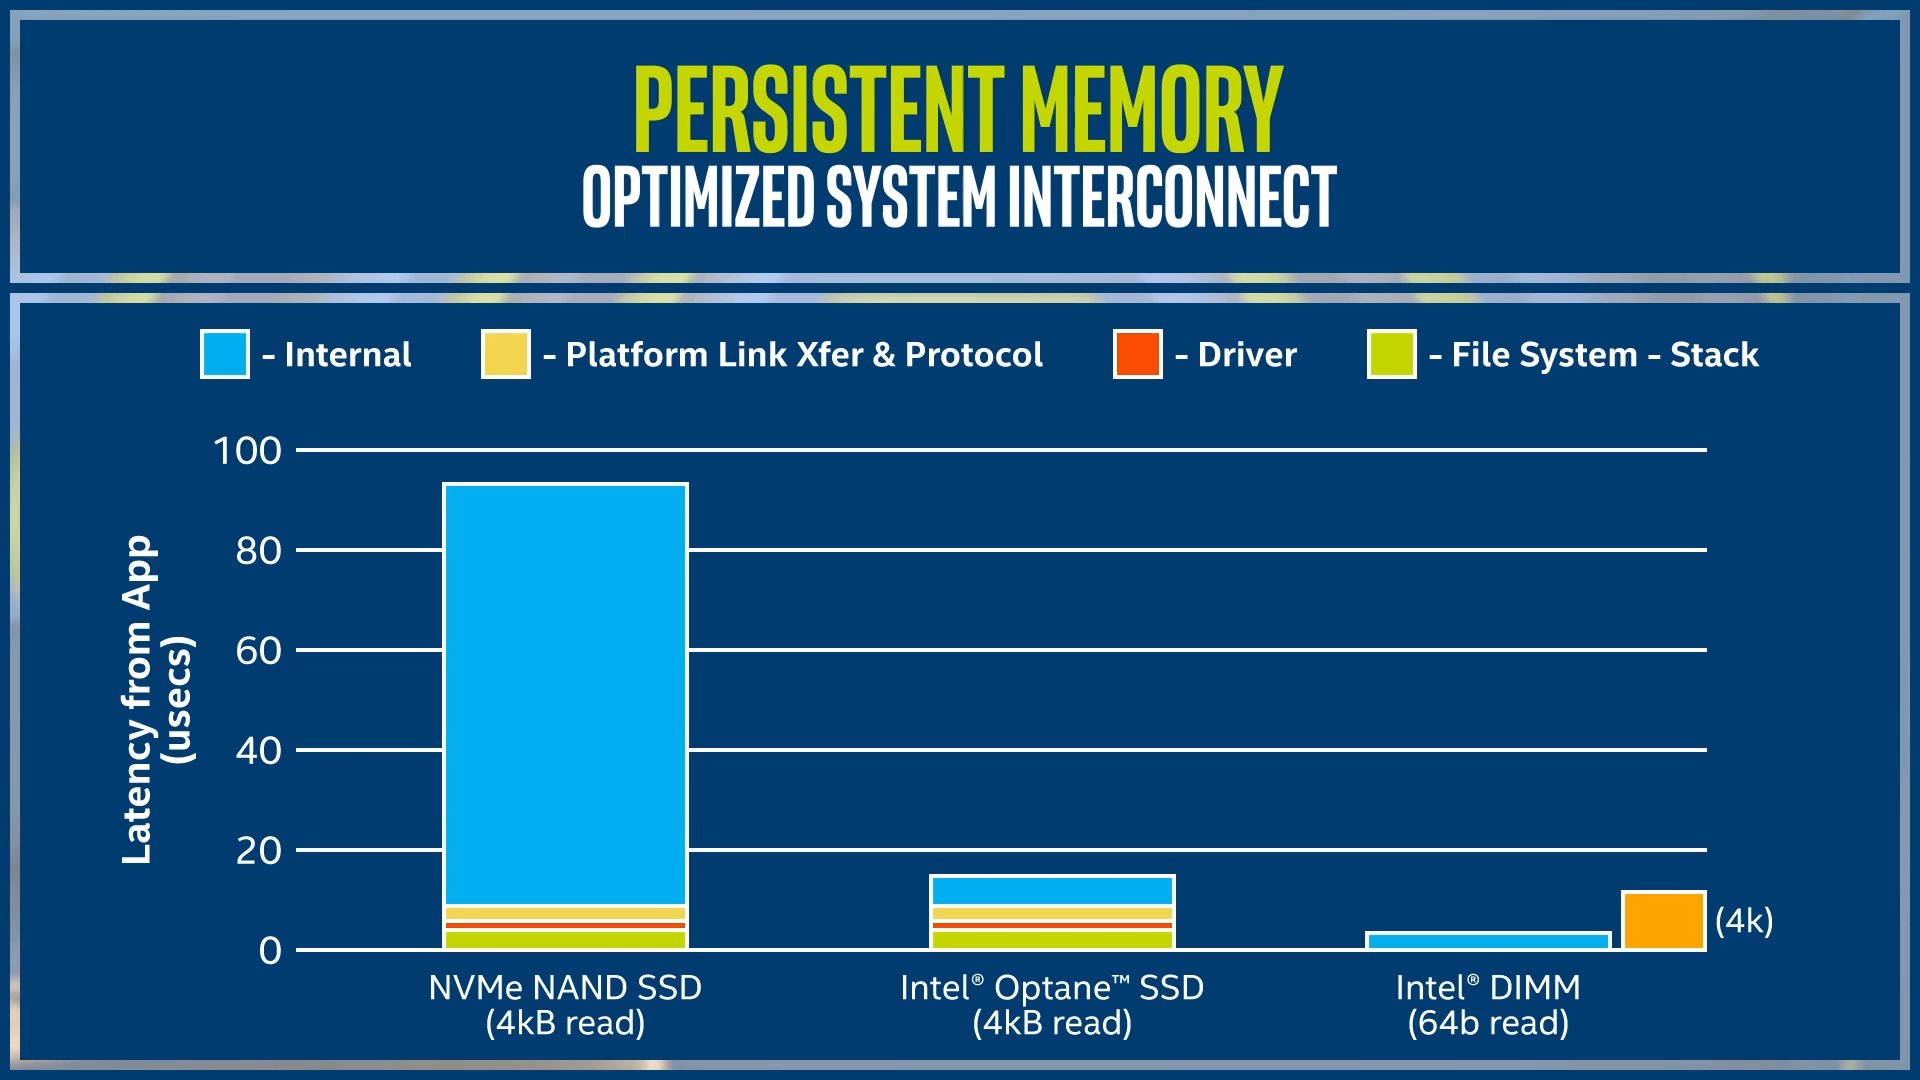 PERSISTENT MEMORY
OPTIMIZED SYSTEM INTERCONNECT
- Internal
- Platform Link Xfer & Protocol
- Driver
- File System - Stack
Latency from App
(usecs)
100
80
60
40
20
0
(4k)
NVMe NAND SSD
(4kB read)
Intel® Optane™ SSD
(4kB read)
Intel® DIMM
(64b read)